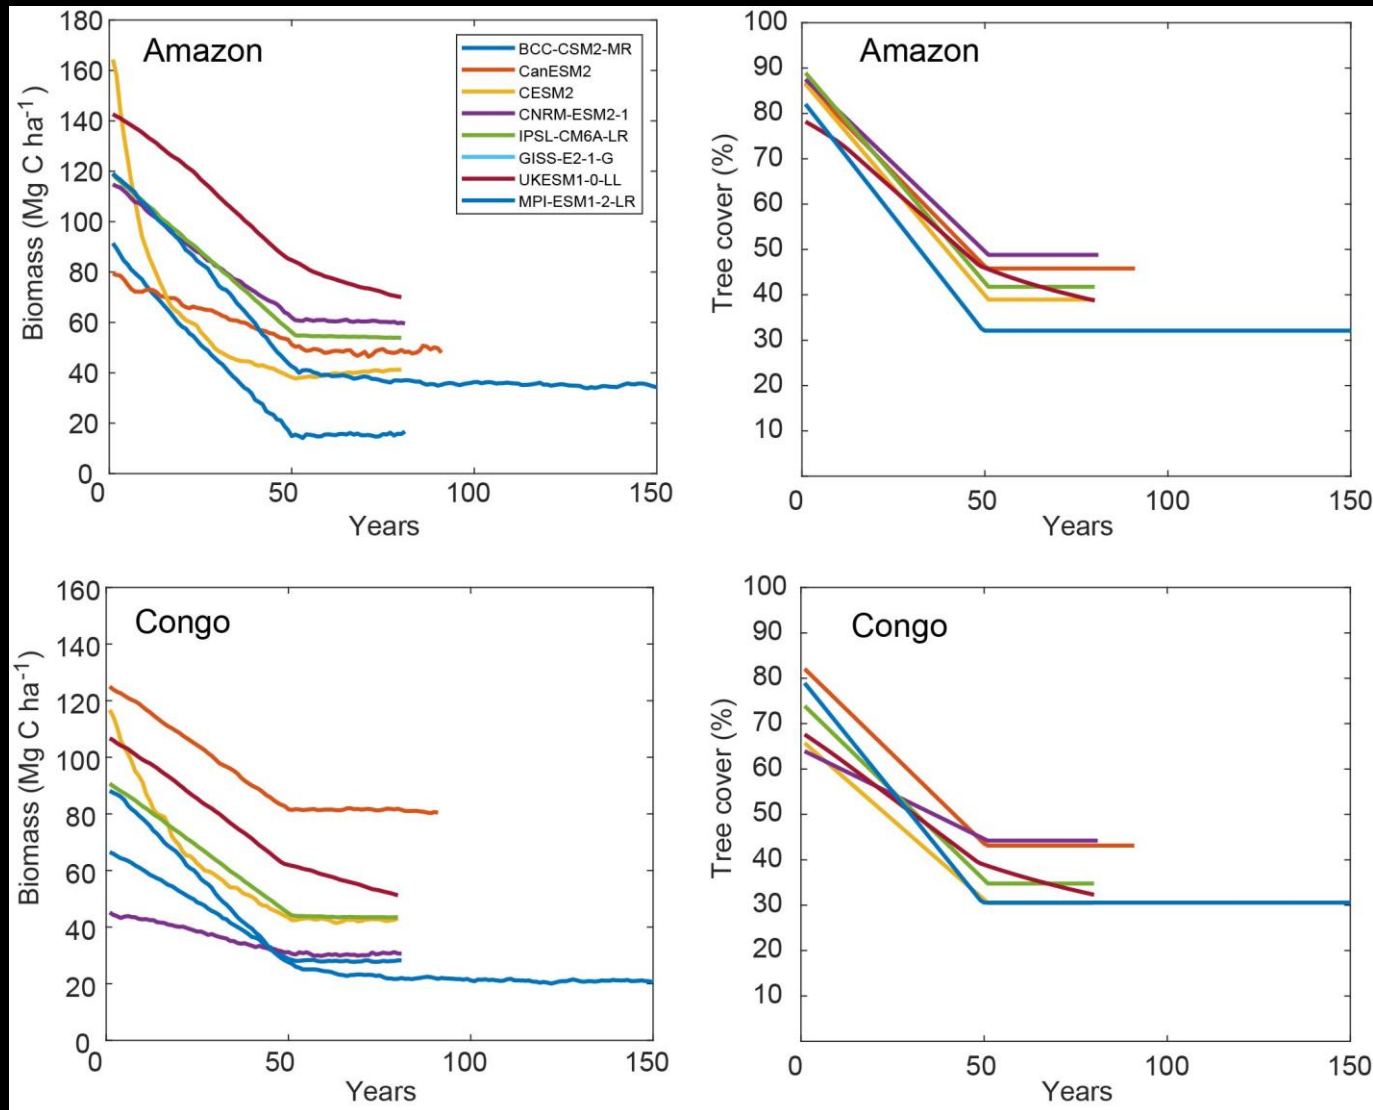 Amazon
Biomass (Mg C ha-1)
180
160
140
120
100
80
60
40
20
0
0 50 100 150
Years
BCC-CSM2-MR
CanESM2
CESM2
CNRM-ESM2-1
IPSL-CM6A-LR
GISS-E2-1-G
UKESM1-0-LL
MPI-ESM1-2-LR
Amazon
Tree cover (%)
100
90
80
70
60
50
40
30
20
10
0 50 100 150
Years
Congo
Biomass (Mg C ha-1)
160
140
120
100
80
60
40
20
0
0 50 100 150
Years
Congo
Tree cover (%)
100
90
80
70
60
50
40
30
20
10
0 50 100 150
Years